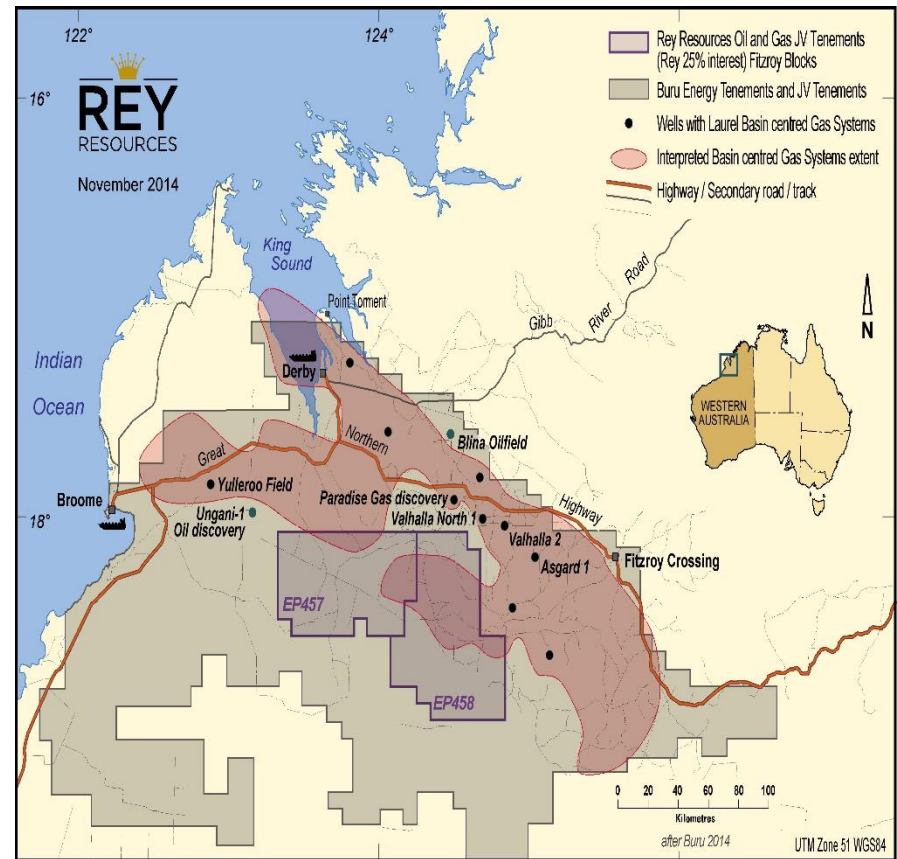 122°
124°
16°
18°
REY
RESOURCES
November 2014
Rey Resources Oil and Gas JV Tenements
(Rey 25% interest) Fitzroy Blocks
Buru Energy Tenements and JV Tenements
Wells with Laurel Basin centred Gas Systems
Interpreted Basin centred Gas Systems extent
Highway / Secondary road / track
King
Sound
Point Torment
Gibb River Road
N
Indian
Ocean
Derby
WESTERN
AUSTRALIA
Great Northern Highway
Blina Oilfield
Yulleroo Field
Paradise Gas discovery
Broome
Ungani-1
Oil discovery
Valhalla North 1
Valhalla 2
Asgard 1
Fitzroy Crossing
EP457
EP458
0 20 40 60 80 100
Kilometres
after Buru 2014
UTM Zone 51 WGS84